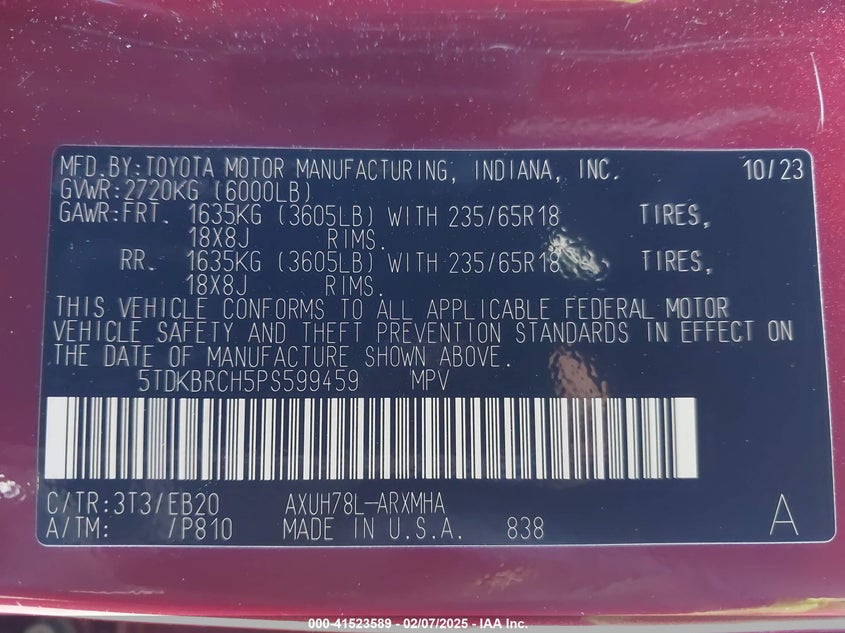 MFD.BY:TOYOTA MOTOR MANUFACTURING, INDIANA, INC. 10/23
GVWR:2720KG (6000LB)
GAWR:FRT. 1635KG (3605LB) WITH 235/65R18 TIRES,
18X8J RIMS.
RR. 1635KG (3605LB) WITH 235/65R18 TIRES,
18X8J RIMS.
THIS VEHICLE CONFORMS TO ALL APPLICABLE FEDERAL MOTOR
VEHICLE SAFETY AND THEFT PREVENTION STANDARDS IN EFFECT ON
THE DATE OF MANUFACTURE SHOWN ABOVE.
5TDKBRCH5PS599459 MPV
C/TR:3T3/EB20 AXUH78L-ARXMHA
A/TM: /P810 MADE IN U.S.A. 838 A
000-41523589 - 02/07/2025 - IAA Inc.